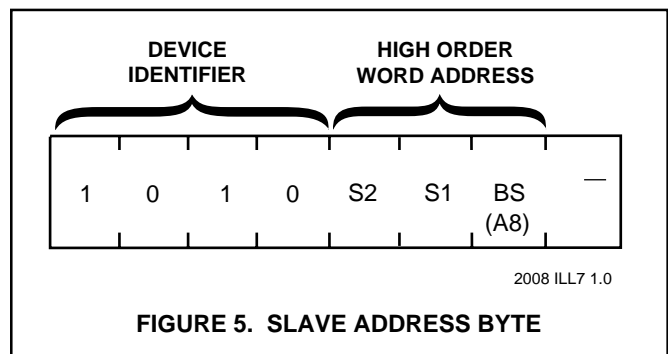 DEVICE IDENTIFIER
HIGH ORDER WORD ADDRESS
1 0 1 0 S2 S1 BS (A8)
2008 ILL7 1.0
FIGURE 5. SLAVE ADDRESS BYTE